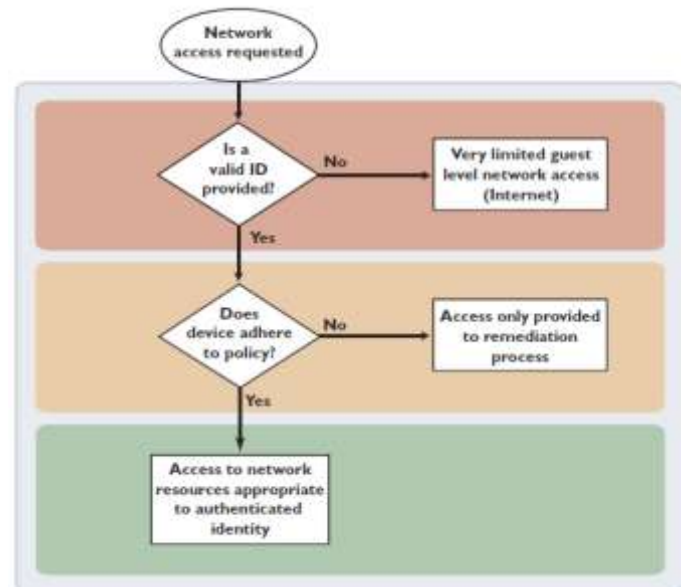 Network
access requested
Is a
valid ID
provided?
No
Very limited guest
level network access
(Internet)
Yes
Does
device adhere
to policy?
No
Access only provided
to remediation
process
Yes
Access to network
resources appropriate
to authenticated
identity